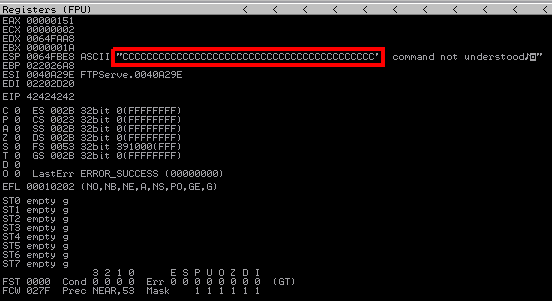 Registers (FPU) < < < < < < < < < < < <
EAX 00000151
ECX 00000002
EDX 0064FAA8
EBX 0000001A
ESP 0064FBE8 ASCII "CCCCCCCCCCCCCCCCCCCCCCCCCCCCCCCCCCCCCCCCCC' command not understood♪◙"
EBP 022026A8
ESI 0040A29E FTPServe.0040A29E
EDI 02202D20
EIP 42424242
C 0 ES 002B 32bit 0(FFFFFFFF)
P 0 CS 0023 32bit 0(FFFFFFFF)
A 0 SS 002B 32bit 0(FFFFFFFF)
Z 0 DS 002B 32bit 0(FFFFFFFF)
S 0 FS 0053 32bit 391000(FFF)
T 0 GS 002B 32bit 0(FFFFFFFF)
D 0
O 0 LastErr ERROR_SUCCESS (00000000)
EFL 00010202 (NO,NB,NE,A,NS,PO,GE,G)
ST0 empty g
ST1 empty g
ST2 empty g
ST3 empty g
ST4 empty g
ST5 empty g
ST6 empty g
ST7 empty g
3 2 1 0 E S P U O Z D I
FST 0000 Cond 0 0 0 0 Err 0 0 0 0 0 0 0 0 (GT)
FCW 027F Prec NEAR,53 Mask 1 1 1 1 1 1